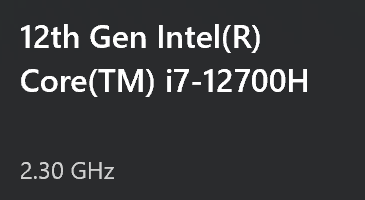 12th Gen Intel(R)
Core(TM) i7-12700H
2.30 GHz